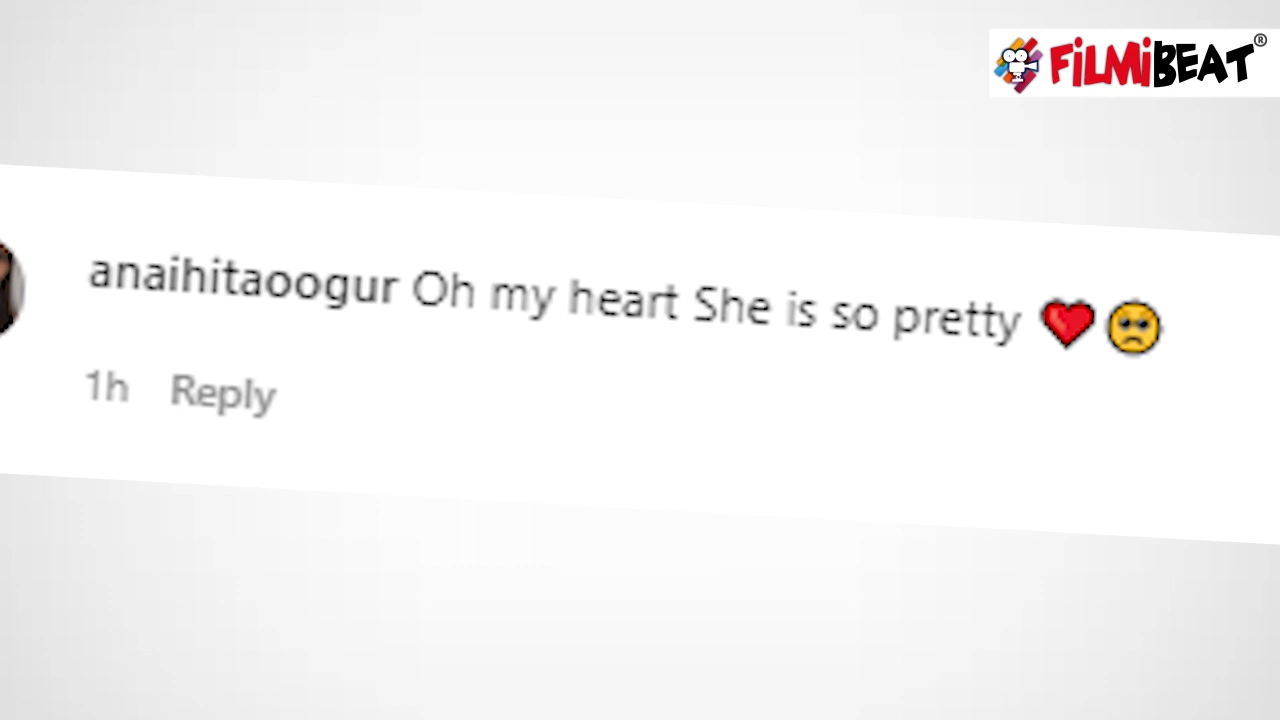 FiLMiBEAT®
anaihitaoogur Oh my heart She is so pretty ❤️🥺
1h Reply